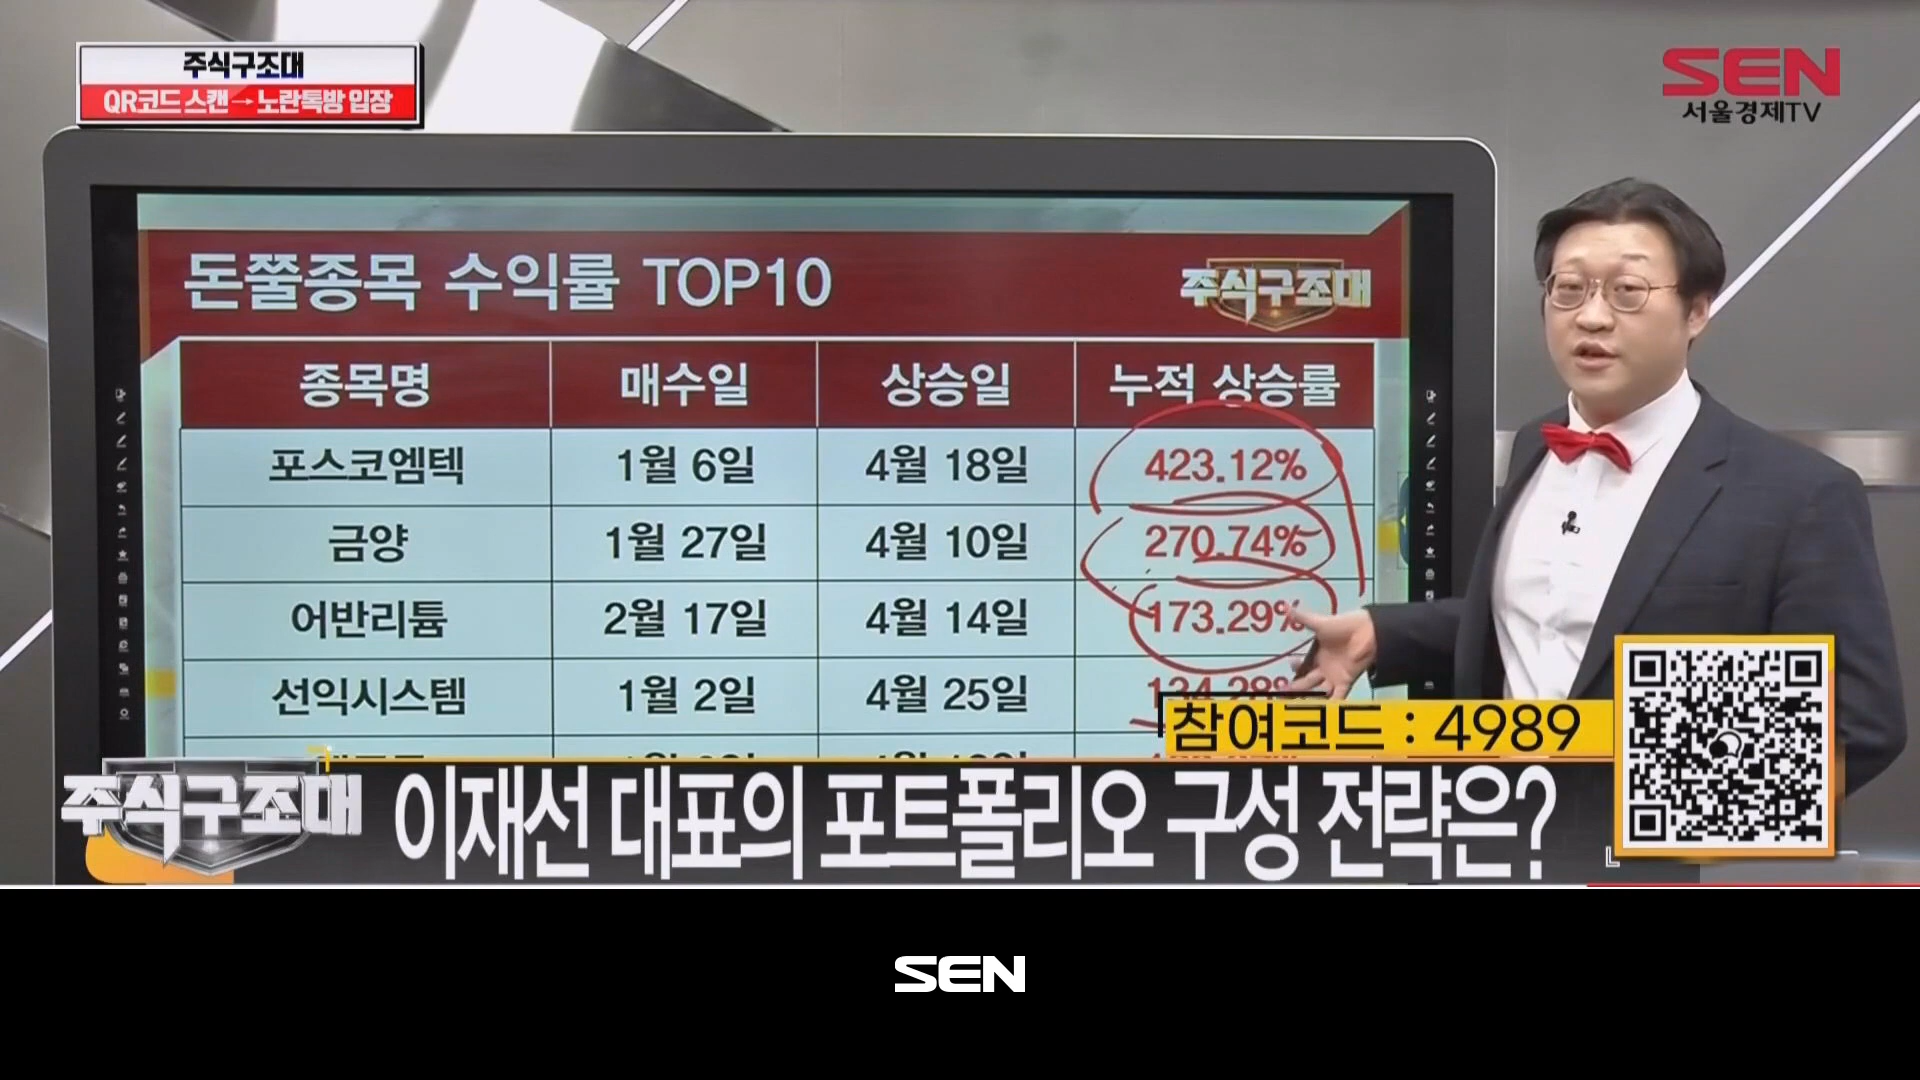 주식구조대
QR코드 스캔→노란톡방 입장
SEN
서울경제TV
돈쭐종목 수익률 TOP10
주식구조대
종목명 매수일 상승일 누적 상승률
포스코엠텍 1월 6일 4월 18일 423.12%
금양 1월 27일 4월 10일 270.74%
어반리튬 2월 17일 4월 14일 173.29%
선익시스템 1월 2일 4월 25일
참여코드 : 4989
주식구조대
이재선 대표의 포트폴리오 구성 전략은?
SEN